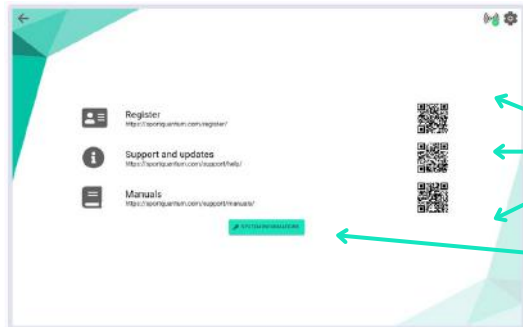 Register
https://sportquantum.com/register/
Support and updates
https://sportquantum.com/support/help/
Manuals
https://sportquantum.com/support/manuals/
SYSTEM INFORMATIONS